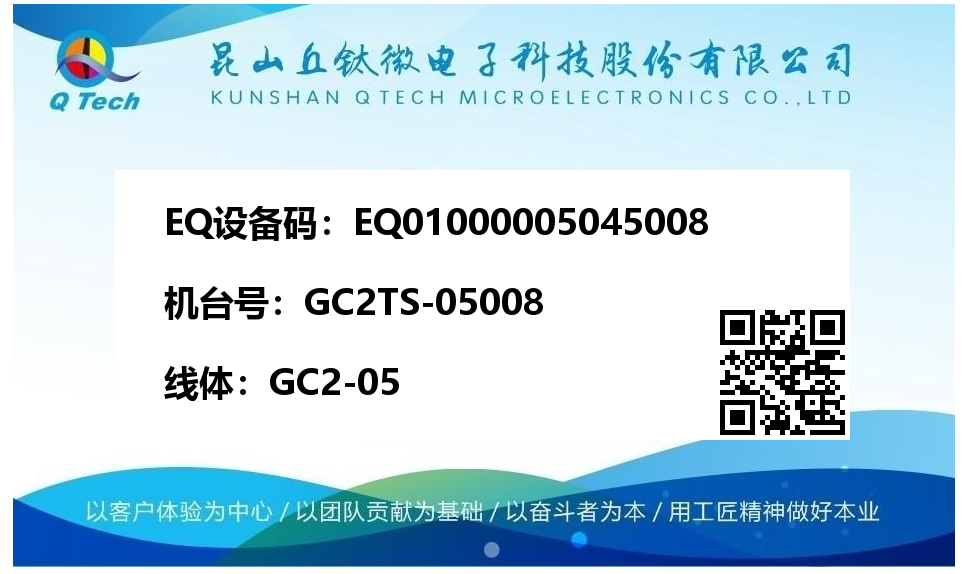 昆山丘钛微电子科技股份有限公司
Q Tech
KUNSHAN Q TECH MICROELECTRONICS CO.,LTD
EQ设备码：EQ01000005045008
机台号：GC2TS-05008
线体：GC2-05
以客户体验为中心 / 以团队贡献为基础 / 以奋斗者为本 / 用工匠精神做好本业